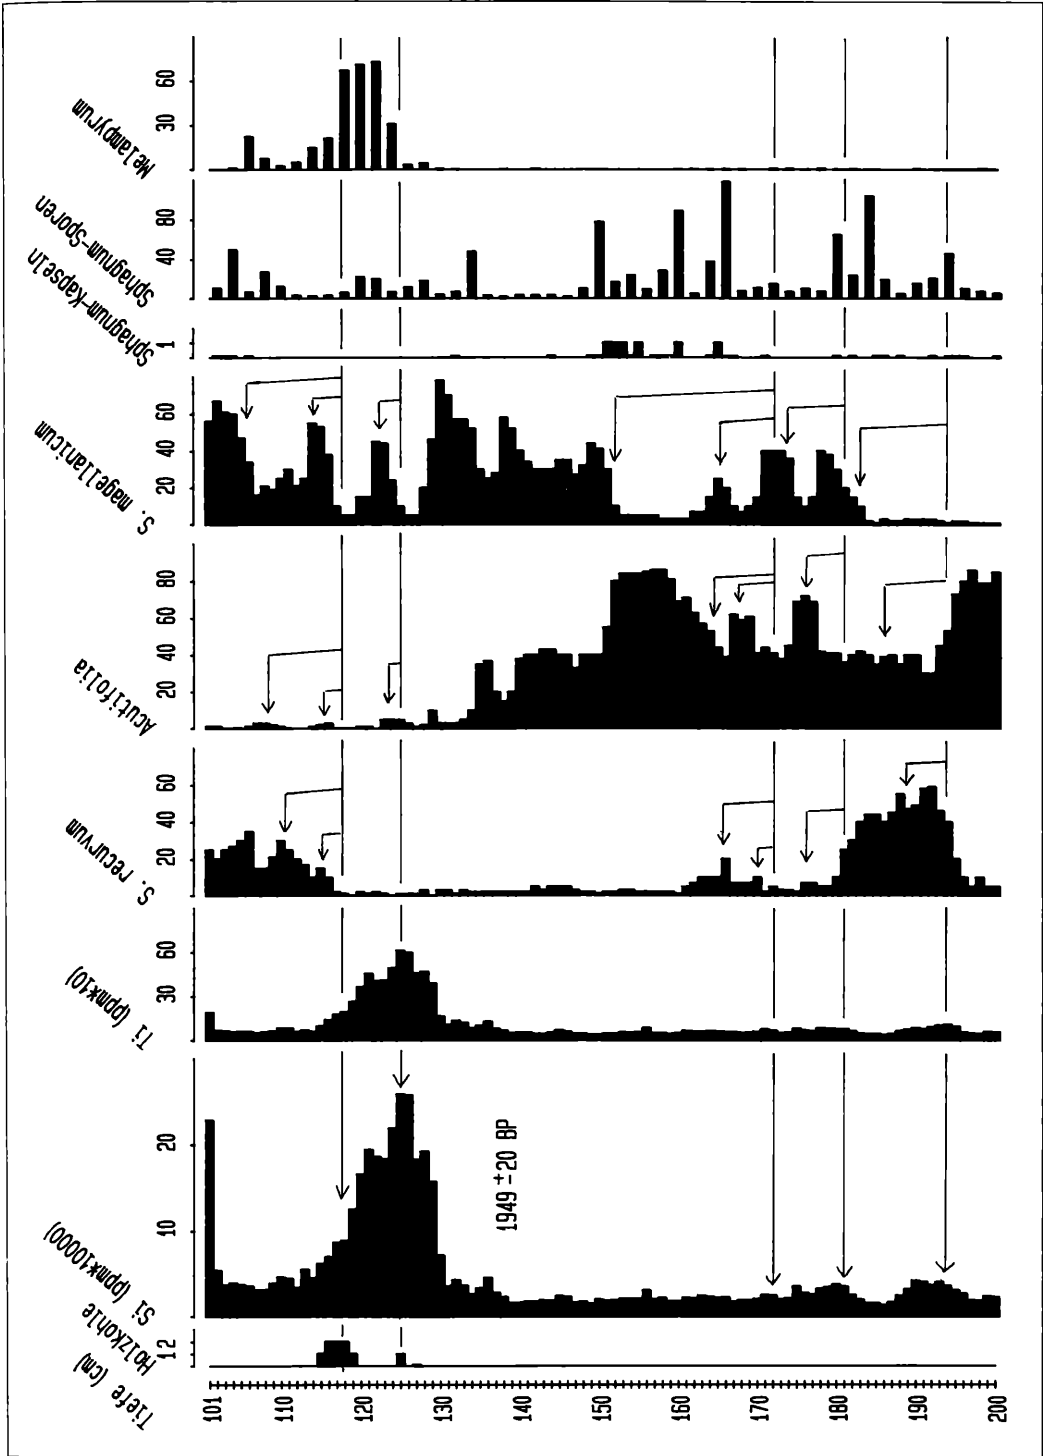 Tiefe (cm)
Holzkohle
Si (ppm*10000)
Ti (ppm*10)
S. recurvum
Acutifolia
S. magellanicum
Sphagnum-Kapseln
Sphagnum-Sporen
Melampyrum
1 2
10 20
30 60
20 40 60
20 40 60 80
20 40 60
1
40 80
30 60
1949 ± 20 BP
101 110 120 130 140 150 160 170 180 190 200